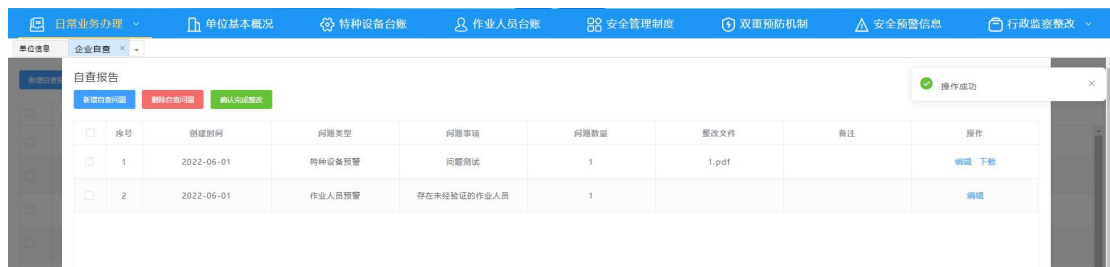 日常业务办理 单位基本概况 特种设备台账 作业人员台账 安全管理制度 双重预防机制 安全预警信息 行政监察整改
单位信息 企业自查 ×
自查报告
操作成功 ×
新增自查问题 删除自查问题 确认完成整改
序号 创建时间 问题类型 问题事项 问题数量 整改文件 备注 操作
1 2022-06-01 特种设备预警 问题测试 1 1.pdf 编辑 下载
2 2022-06-01 作业人员预警 存在未经验证的作业人员 1 编辑